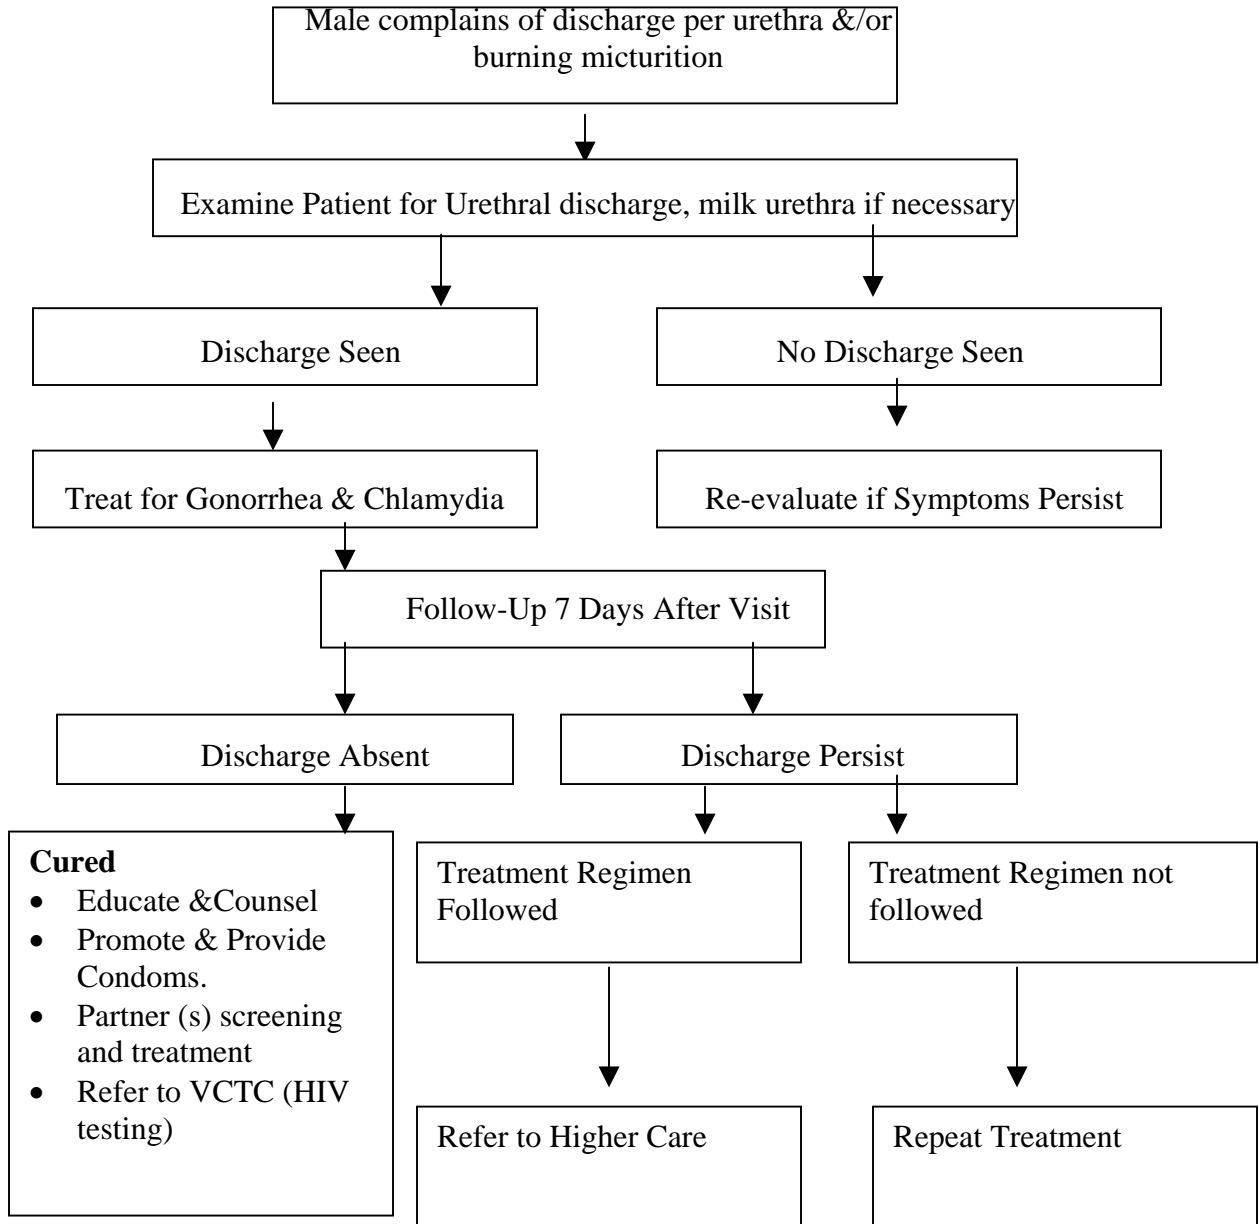 Male complains of discharge per urethra &/or
burning micturition
Examine Patient for Urethral discharge, milk urethra if necessary
Discharge Seen
No Discharge Seen
Treat for Gonorrhea & Chlamydia
Re-evaluate if Symptoms Persist
Follow-Up 7 Days After Visit
Discharge Absent
Discharge Persist
Cured
• Educate &Counsel
• Promote & Provide
Condoms.
• Partner (s) screening
and treatment
• Refer to VCTC (HIV
testing)
Treatment Regimen
Followed
Treatment Regimen not
followed
Refer to Higher Care
Repeat Treatment